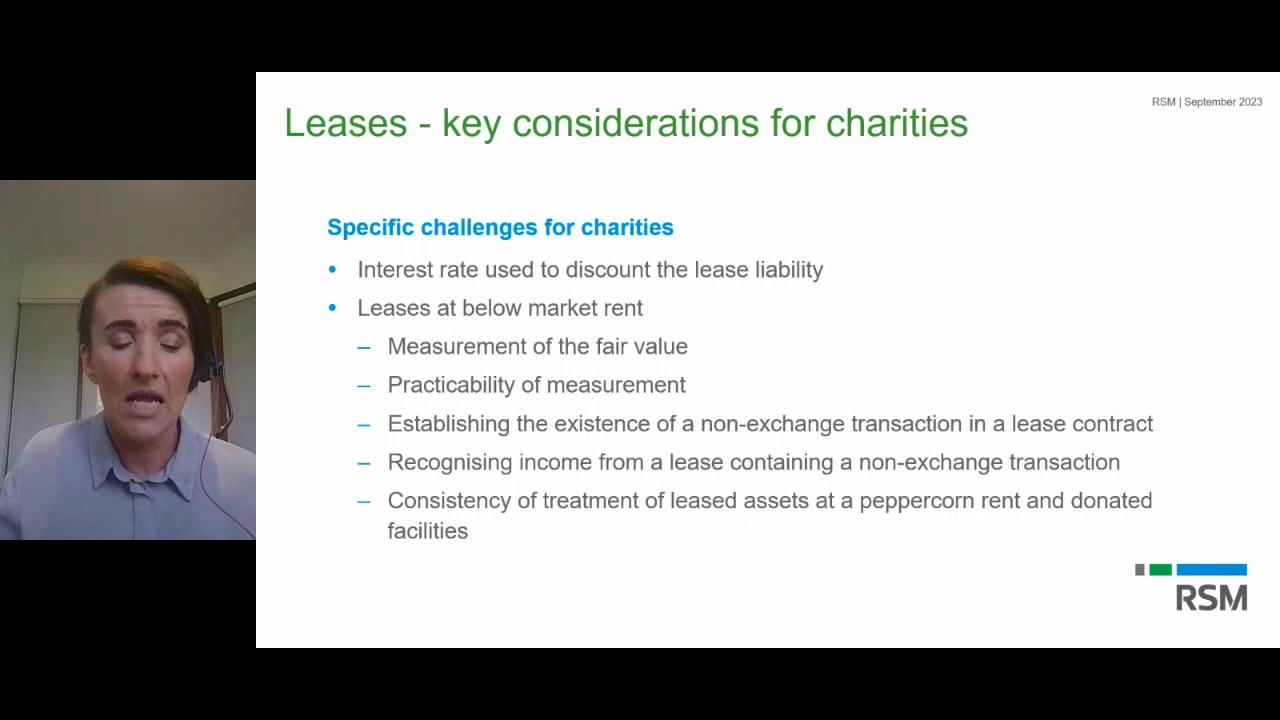 RSM | September 2023
Leases - key considerations for charities
Specific challenges for charities
• Interest rate used to discount the lease liability
• Leases at below market rent
– Measurement of the fair value
– Practicability of measurement
– Establishing the existence of a non-exchange transaction in a lease contract
– Recognising income from a lease containing a non-exchange transaction
– Consistency of treatment of leased assets at a peppercorn rent and donated
facilities
RSM